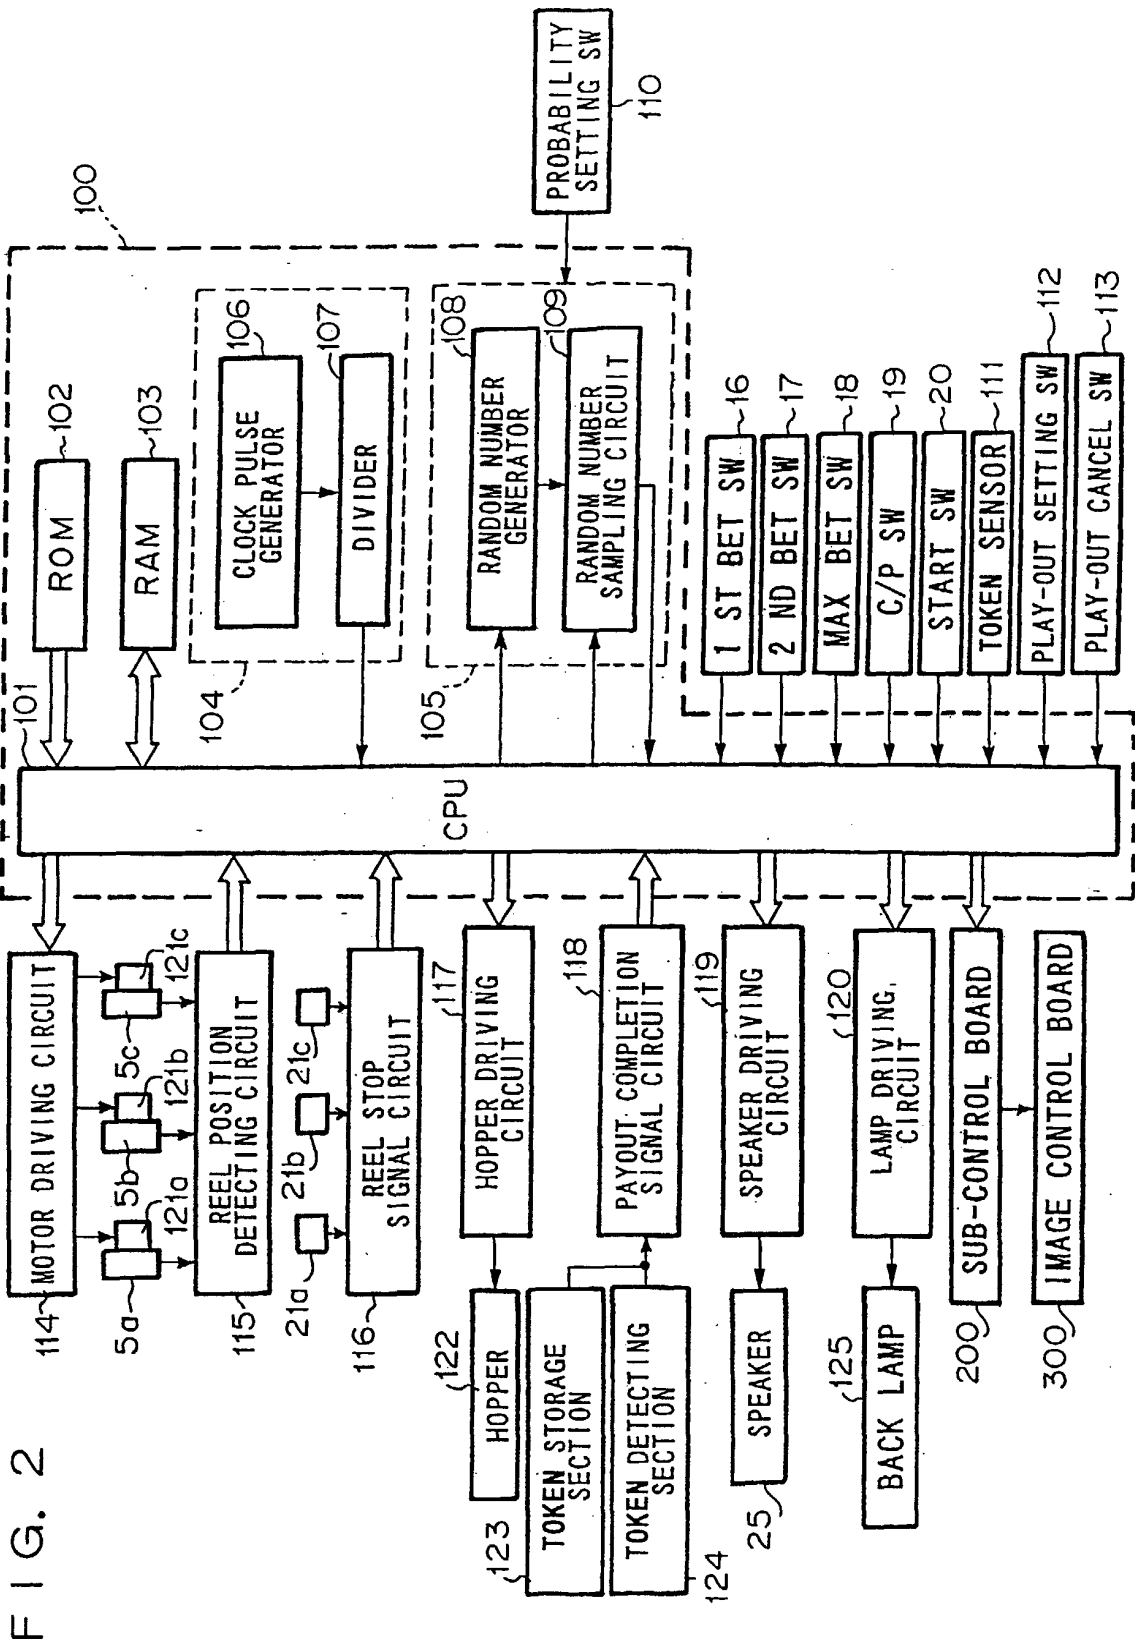 FIG. 2
114
MOTOR DRIVING CIRCUIT
5a
121a
5b
121b
5c
121c
115
REEL POSITION
DETECTING CIRCUIT
21a
21b
21c
116
REEL STOP
SIGNAL CIRCUIT
122
HOPPER
117
HOPPER DRIVING
CIRCUIT
123
TOKEN STORAGE
SECTION
124
TOKEN DETECTING
SECTION
118
PAYOUT COMPLETION
SIGNAL CIRCUIT
25
SPEAKER
119
SPEAKER DRIVING
CIRCUIT
125
BACK LAMP
120
LAMP DRIVING
CIRCUIT
200
SUB-CONTROL BOARD
300
IMAGE CONTROL BOARD
101
CPU
100
ROM
102
RAM
103
104
CLOCK PULSE
GENERATOR
106
DIVIDER
107
105
RANDOM NUMBER
GENERATOR
108
RANDOM NUMBER
SAMPLING CIRCUIT
109
PROBABILITY
SETTING SW
110
1 ST BET SW
16
2 ND BET SW
17
MAX BET SW
18
C/P SW
19
START SW
20
TOKEN SENSOR
111
PLAY-OUT SETTING SW
112
PLAY-OUT CANCEL SW
113